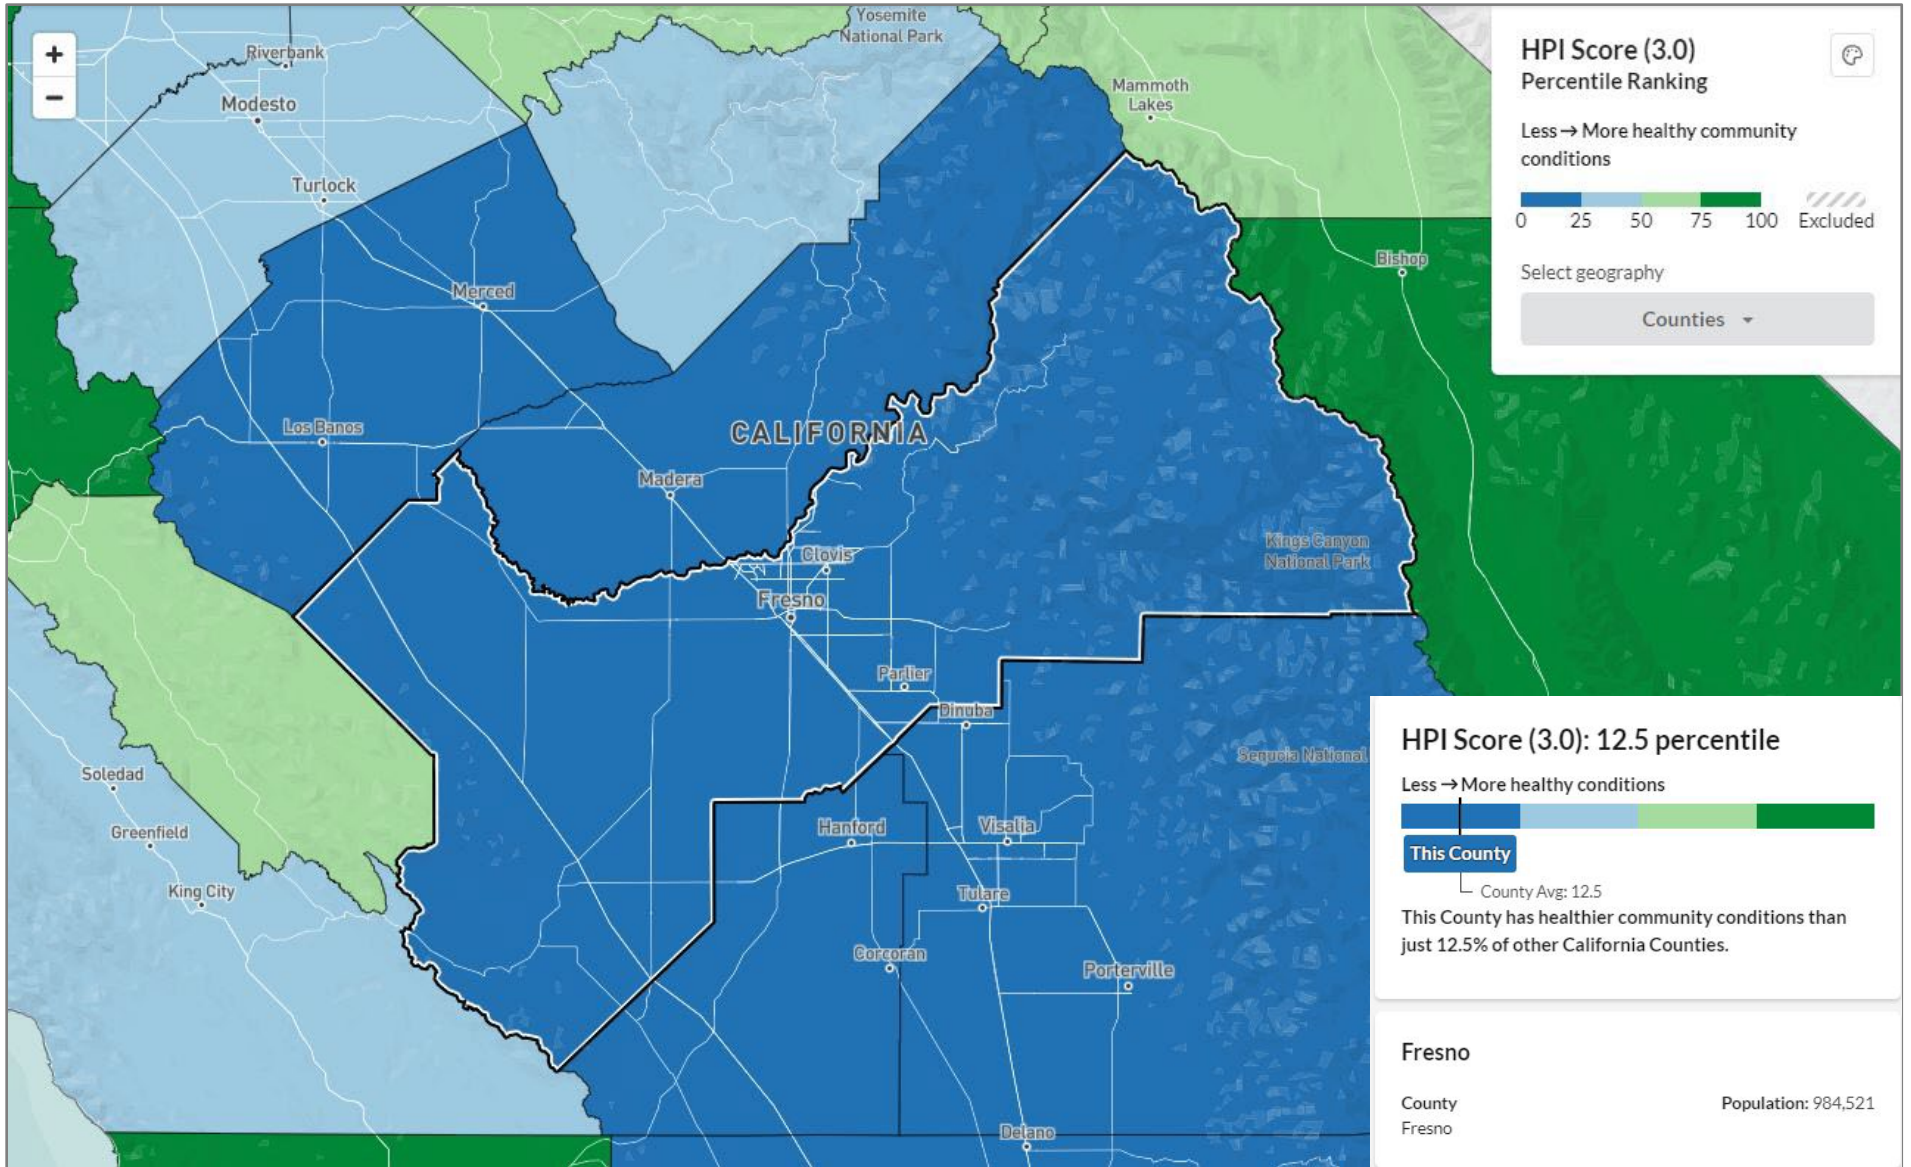 +
−
Yosemite
National Park
Riverbank
Modesto
Mammoth
Lakes
Turlock
Bishop
Merced
Los Banos
CALIFORNIA
Madera
Kings Canyon
National Park
Clovis
Fresno
Parlier
Dinuba
Sequoia National
Soledad
Greenfield
King City
Hanford
Visalia
Tulare
Corcoran
Porterville
Delano
HPI Score (3.0)
Percentile Ranking
Less → More healthy community
conditions
0 25 50 75 100 Excluded
Select geography
Counties
HPI Score (3.0): 12.5 percentile
Less → More healthy conditions
This County
County Avg: 12.5
This County has healthier community conditions than
just 12.5% of other California Counties.
Fresno
County Population: 984,521
Fresno